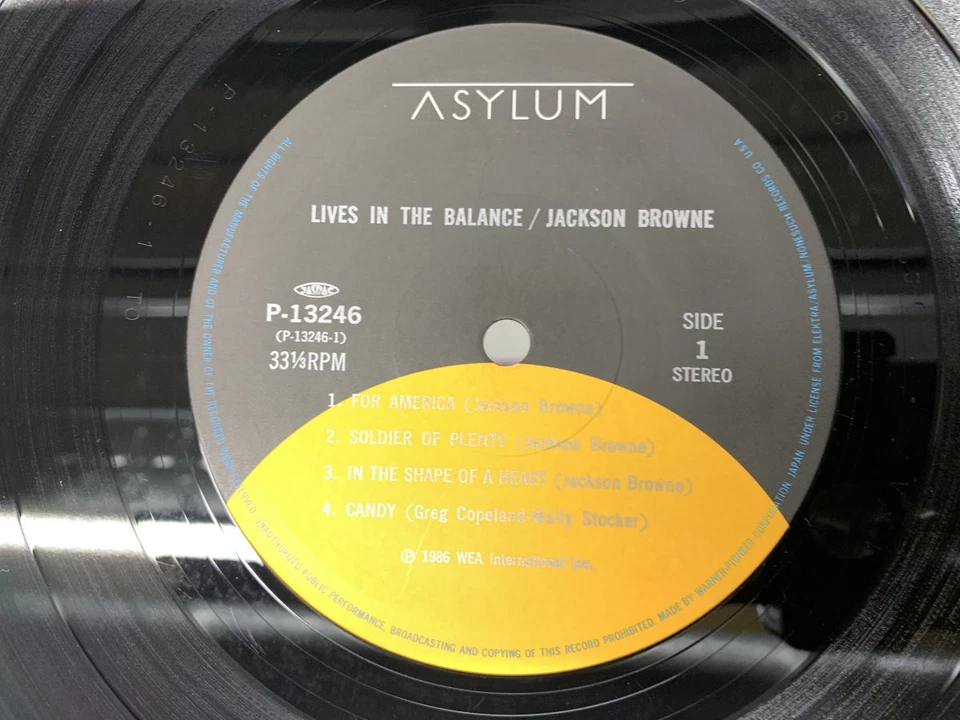 ASYLUM
LIVES IN THE BALANCE / JACKSON BROWNE
JASRAC
P-13246
(P-13246-1)
33⅓RPM
SIDE
1
STEREO
1. FOR AMERICA (Jackson Browne)
2. SOLDIER OF PLENTY (Jackson Browne)
3. IN THE SHAPE OF A HEART (Jackson Browne)
4. CANDY (Greg Copeland-Wally Stocker)
Ⓟ 1986 WEA International Inc.
ALL RIGHTS OF THE MANUFACTURER AND OF THE OWNER OF THE RECORDED WORK RESERVED. UNAUTHORIZED PUBLIC PERFORMANCE, BROADCASTING AND COPYING OF THIS RECORD PROHIBITED. MADE BY WARNER-PIONEER CORPORATION JAPAN. UNDER LICENSE FROM ELEKTRA/ASYLUM/NONESUCH RECORDS CO. USA
P-13246-1 TO